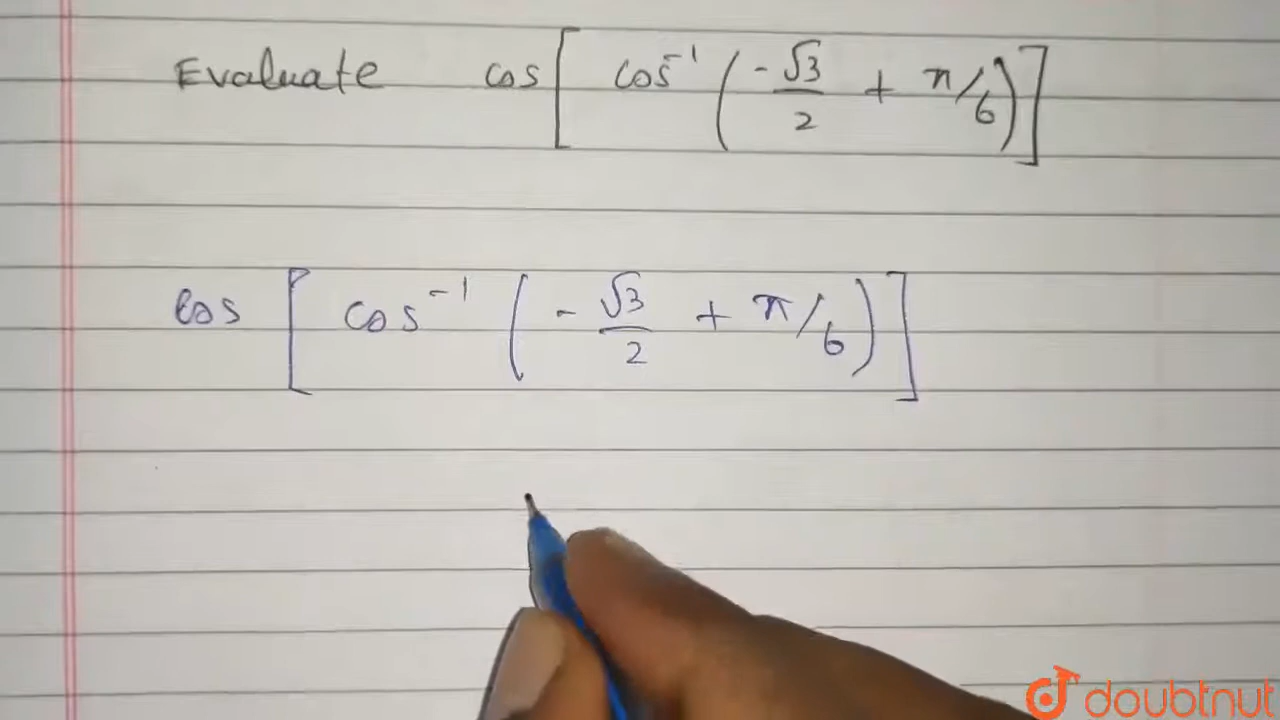 Evaluate cos[ cos⁻¹ ( -√3/2 + π/6 ) ]
cos [ cos⁻¹ ( -√3/2 + π/6 ) ]
doubtnut